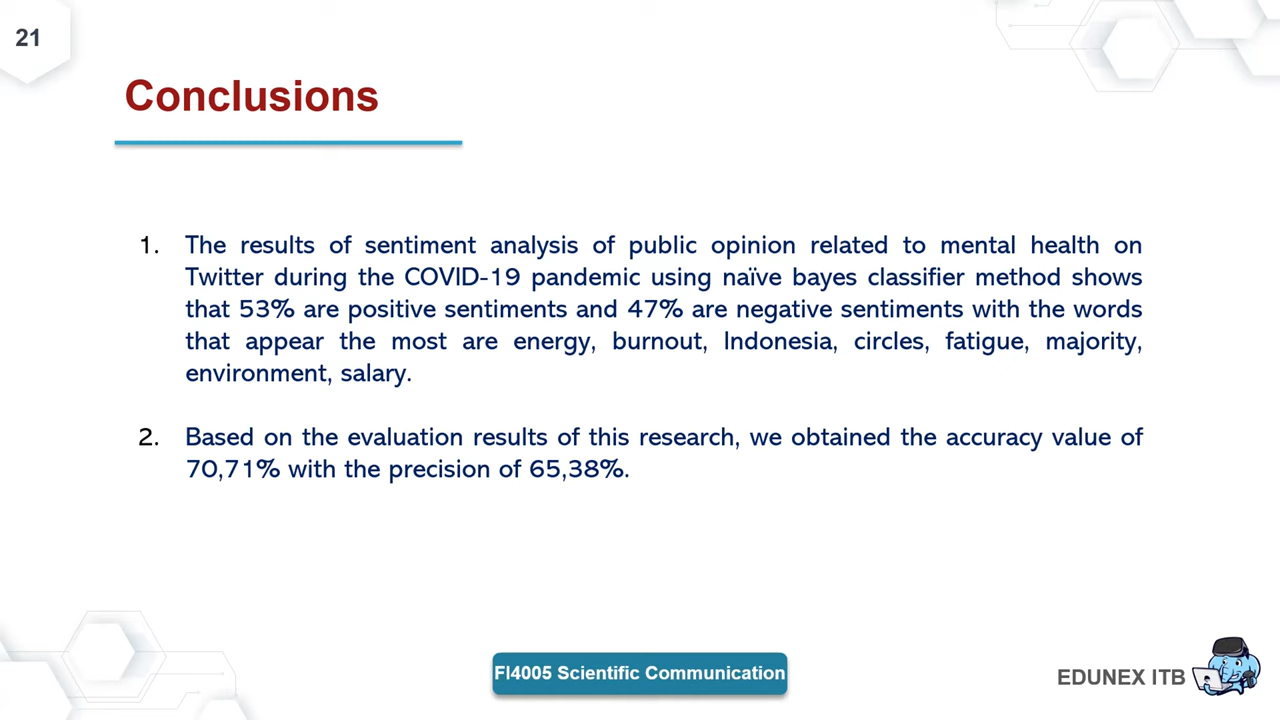 21
Conclusions
1. The results of sentiment analysis of public opinion related to mental health on
Twitter during the COVID-19 pandemic using naïve bayes classifier method shows
that 53% are positive sentiments and 47% are negative sentiments with the words
that appear the most are energy, burnout, Indonesia, circles, fatigue, majority,
environment, salary.
2. Based on the evaluation results of this research, we obtained the accuracy value of
70,71% with the precision of 65,38%.
FI4005 Scientific Communication
EDUNEX ITB